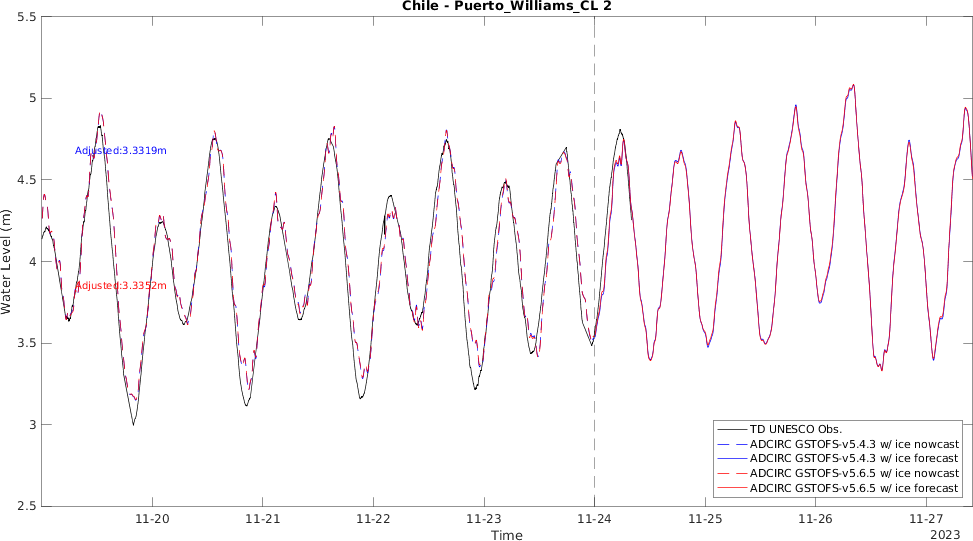 Chile - Puerto_Williams_CL 2
5.5
5
4.5
4
3.5
3
2.5
Water Level (m)
Adjusted:3.3319m
Adjusted:3.3352m
TD UNESCO Obs.
ADCIRC GSTOFS-v5.4.3 w/ ice nowcast
ADCIRC GSTOFS-v5.4.3 w/ ice forecast
ADCIRC GSTOFS-v5.6.5 w/ ice nowcast
ADCIRC GSTOFS-v5.6.5 w/ ice forecast
11-20 11-21 11-22 11-23 11-24 11-25 11-26 11-27
Time
2023